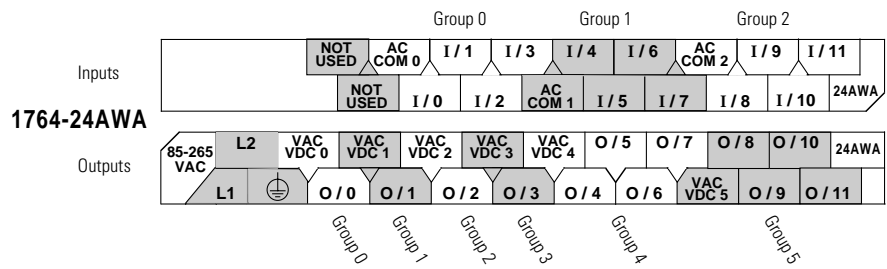 Group 0 Group 1 Group 2
NOT USED AC COM 0 I / 1 I / 3 I / 4 I / 6 AC COM 2 I / 9 I / 11
Inputs
NOT USED I / 0 I / 2 AC COM 1 I / 5 I / 7 I / 8 I / 10 24AWA
1764-24AWA
85-265 VAC L2 VAC VDC 0 VAC VDC 1 VAC VDC 2 VAC VDC 3 VAC VDC 4 O / 5 O / 7 O / 8 O / 10 24AWA
Outputs
L1 O / 0 O / 1 O / 2 O / 3 O / 4 O / 6 VAC VDC 5 O / 9 O / 11
Group 0 Group 1 Group 2 Group 3 Group 4 Group 5